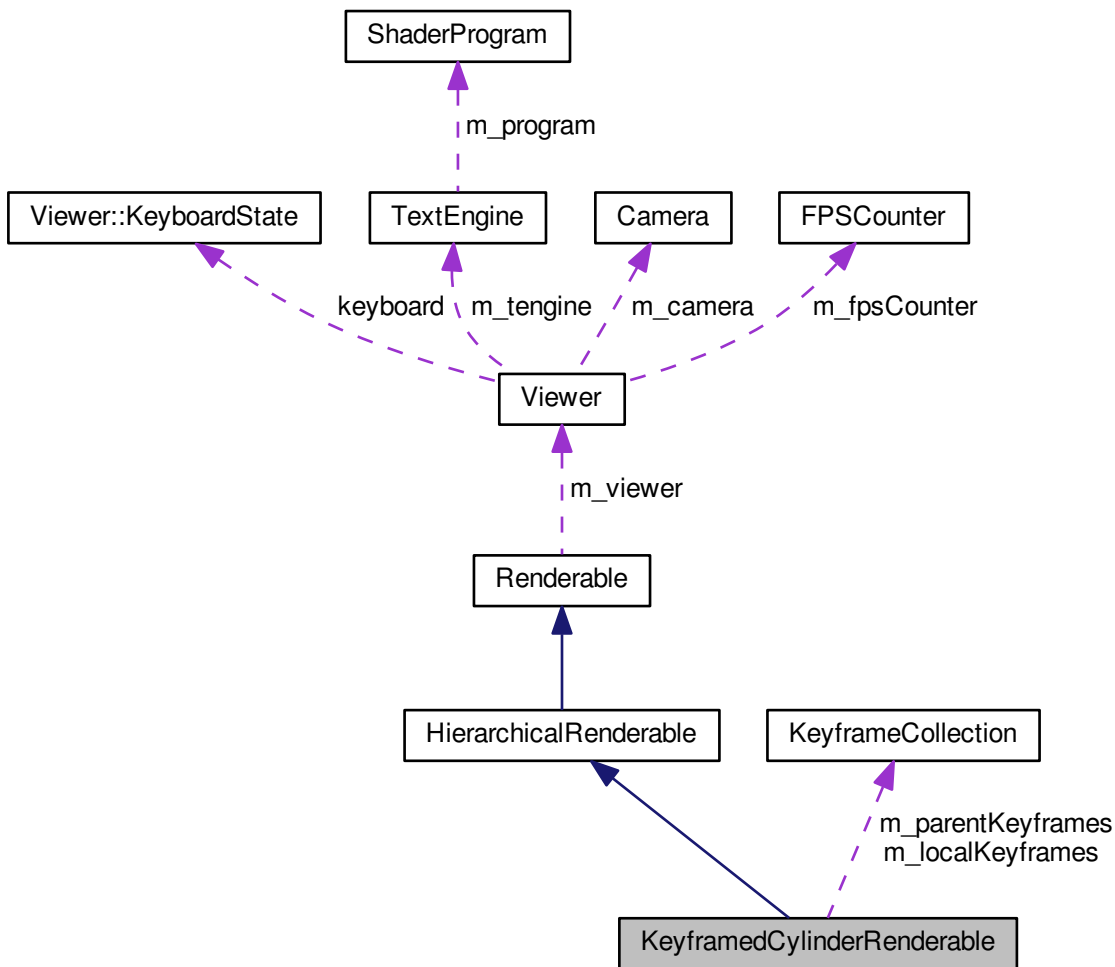 ShaderProgram
m_program
Viewer::KeyboardState
TextEngine
Camera
FPSCounter
keyboard
m_tengine
m_camera
m_fpsCounter
Viewer
m_viewer
Renderable
HierarchicalRenderable
KeyframeCollection
m_parentKeyframes
m_localKeyframes
KeyframedCylinderRenderable